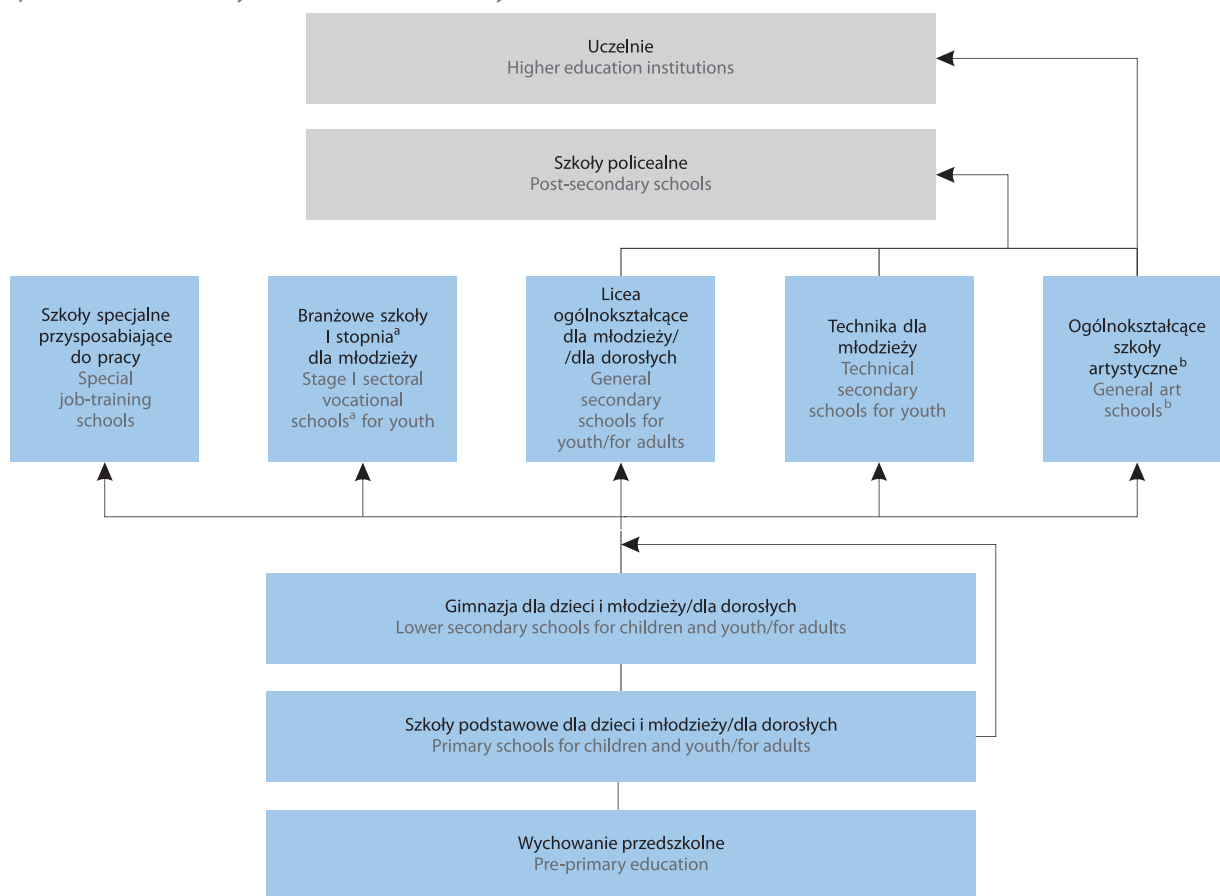 Uczelnie
Higher education institutions
Szkoły policealne
Post-secondary schools
Szkoły specjalne
przysposabiające
do pracy
Special
job-training
schools
Branżowe szkoły
I stopniaᵃ
dla młodzieży
Stage I sectoral
vocational
schoolsᵃ for youth
Licea
ogólnokształcące
dla młodzieży/
/dla dorosłych
General
secondary
schools for
youth/for adults
Technika dla
młodzieży
Technical
secondary
schools for youth
Ogólnokształcące
szkoły
artystyczneᵇ
General art
schoolsᵇ
Gimnazja dla dzieci i młodzieży/dla dorosłych
Lower secondary schools for children and youth/for adults
Szkoły podstawowe dla dzieci i młodzieży/dla dorosłych
Primary schools for children and youth/for adults
Wychowanie przedszkolne
Pre-primary education